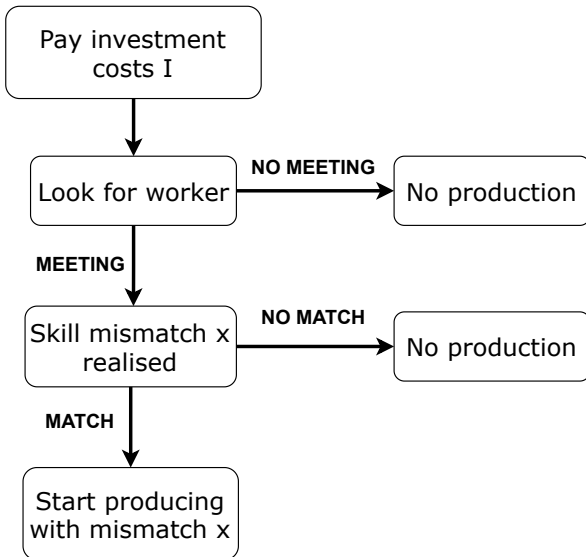 Pay investment
costs I
Look for worker
NO MEETING
No production
MEETING
Skill mismatch x
realised
NO MATCH
No production
MATCH
Start producing
with mismatch x